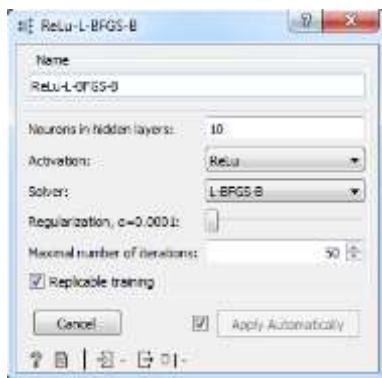 ReLu-L-BFGS-B
Name
ReLu-L-BFGS-B
Neurons in hidden layers: 10
Activation: ReLu
Solver: L-BFGS-B
Regularization, α=0.0001:
Maximal number of iterations: 50
Replicable training
Cancel Apply Automatically